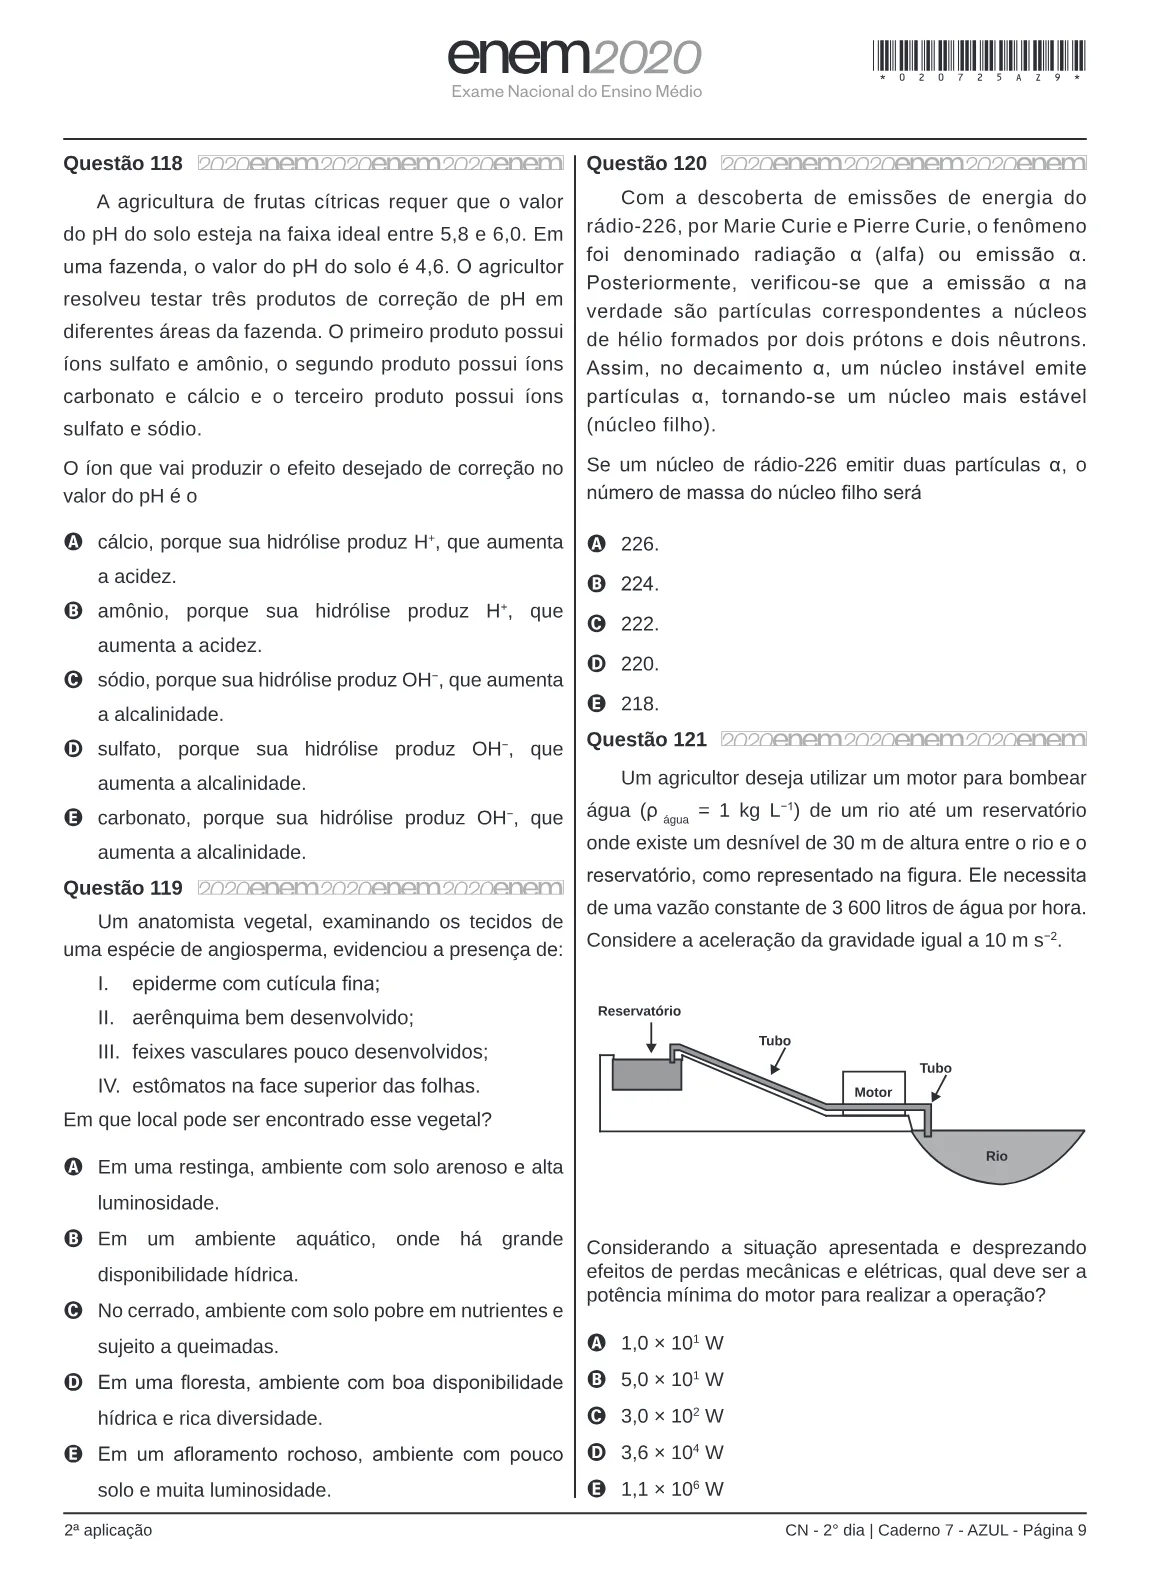 enem2020
Exame Nacional do Ensino Médio
*020725AZ9*
Questão 118 2020enem2020enem2020enem
A agricultura de frutas cítricas requer que o valor
do pH do solo esteja na faixa ideal entre 5,8 e 6,0. Em
uma fazenda, o valor do pH do solo é 4,6. O agricultor
resolveu testar três produtos de correção de pH em
diferentes áreas da fazenda. O primeiro produto possui
íons sulfato e amônio, o segundo produto possui íons
carbonato e cálcio e o terceiro produto possui íons
sulfato e sódio.
O íon que vai produzir o efeito desejado de correção no
valor do pH é o
A cálcio, porque sua hidrólise produz H⁺, que aumenta
a acidez.
B amônio, porque sua hidrólise produz H⁺, que
aumenta a acidez.
C sódio, porque sua hidrólise produz OH⁻, que aumenta
a alcalinidade.
D sulfato, porque sua hidrólise produz OH⁻, que
aumenta a alcalinidade.
E carbonato, porque sua hidrólise produz OH⁻, que
aumenta a alcalinidade.
Questão 119 2020enem2020enem2020enem
Um anatomista vegetal, examinando os tecidos de
uma espécie de angiosperma, evidenciou a presença de:
I. epiderme com cutícula fina;
II. aerênquima bem desenvolvido;
III. feixes vasculares pouco desenvolvidos;
IV. estômatos na face superior das folhas.
Em que local pode ser encontrado esse vegetal?
A Em uma restinga, ambiente com solo arenoso e alta
luminosidade.
B Em um ambiente aquático, onde há grande
disponibilidade hídrica.
C No cerrado, ambiente com solo pobre em nutrientes e
sujeito a queimadas.
D Em uma floresta, ambiente com boa disponibilidade
hídrica e rica diversidade.
E Em um afloramento rochoso, ambiente com pouco
solo e muita luminosidade.
Questão 120 2020enem2020enem2020enem
Com a descoberta de emissões de energia do
rádio-226, por Marie Curie e Pierre Curie, o fenômeno
foi denominado radiação α (alfa) ou emissão α.
Posteriormente, verificou-se que a emissão α na
verdade são partículas correspondentes a núcleos
de hélio formados por dois prótons e dois nêutrons.
Assim, no decaimento α, um núcleo instável emite
partículas α, tornando-se um núcleo mais estável
(núcleo filho).
Se um núcleo de rádio-226 emitir duas partículas α, o
número de massa do núcleo filho será
A 226.
B 224.
C 222.
D 220.
E 218.
Questão 121 2020enem2020enem2020enem
Um agricultor deseja utilizar um motor para bombear
água (ρ água = 1 kg L⁻¹) de um rio até um reservatório
onde existe um desnível de 30 m de altura entre o rio e o
reservatório, como representado na figura. Ele necessita
de uma vazão constante de 3 600 litros de água por hora.
Considere a aceleração da gravidade igual a 10 m s⁻².
Reservatório
Tubo
Tubo
Motor
Rio
Considerando a situação apresentada e desprezando
efeitos de perdas mecânicas e elétricas, qual deve ser a
potência mínima do motor para realizar a operação?
A 1,0 × 10¹ W
B 5,0 × 10¹ W
C 3,0 × 10² W
D 3,6 × 10⁴ W
E 1,1 × 10⁶ W
2ª aplicação
CN - 2° dia | Caderno 7 - AZUL - Página 9